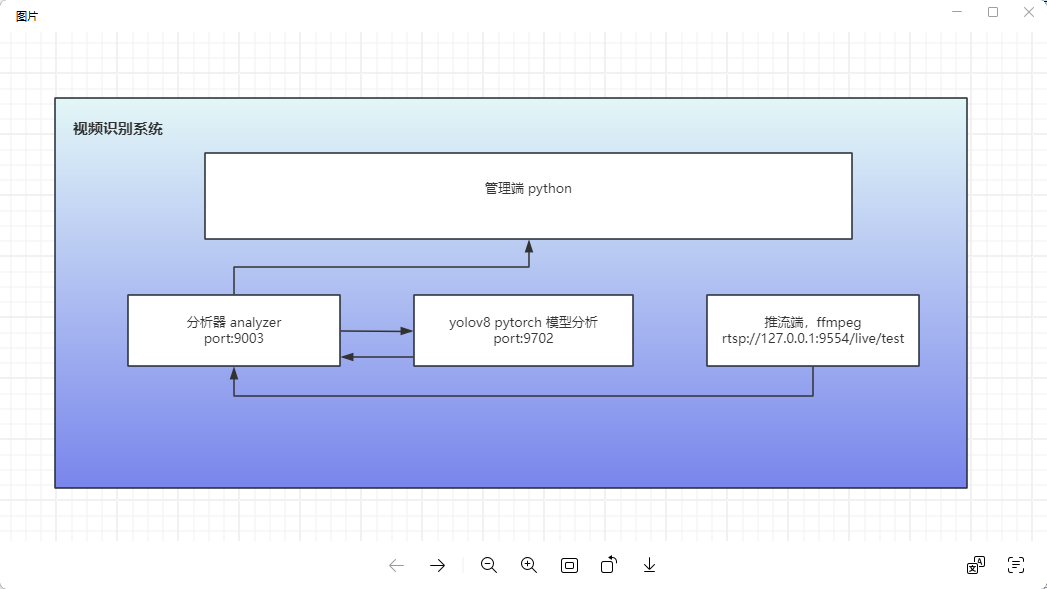 图片
视频识别系统
管理端 python
分析器 analyzer
port:9003
yolov8 pytorch 模型分析
port:9702
推流端，ffmpeg
rtsp://127.0.0.1:9554/live/test